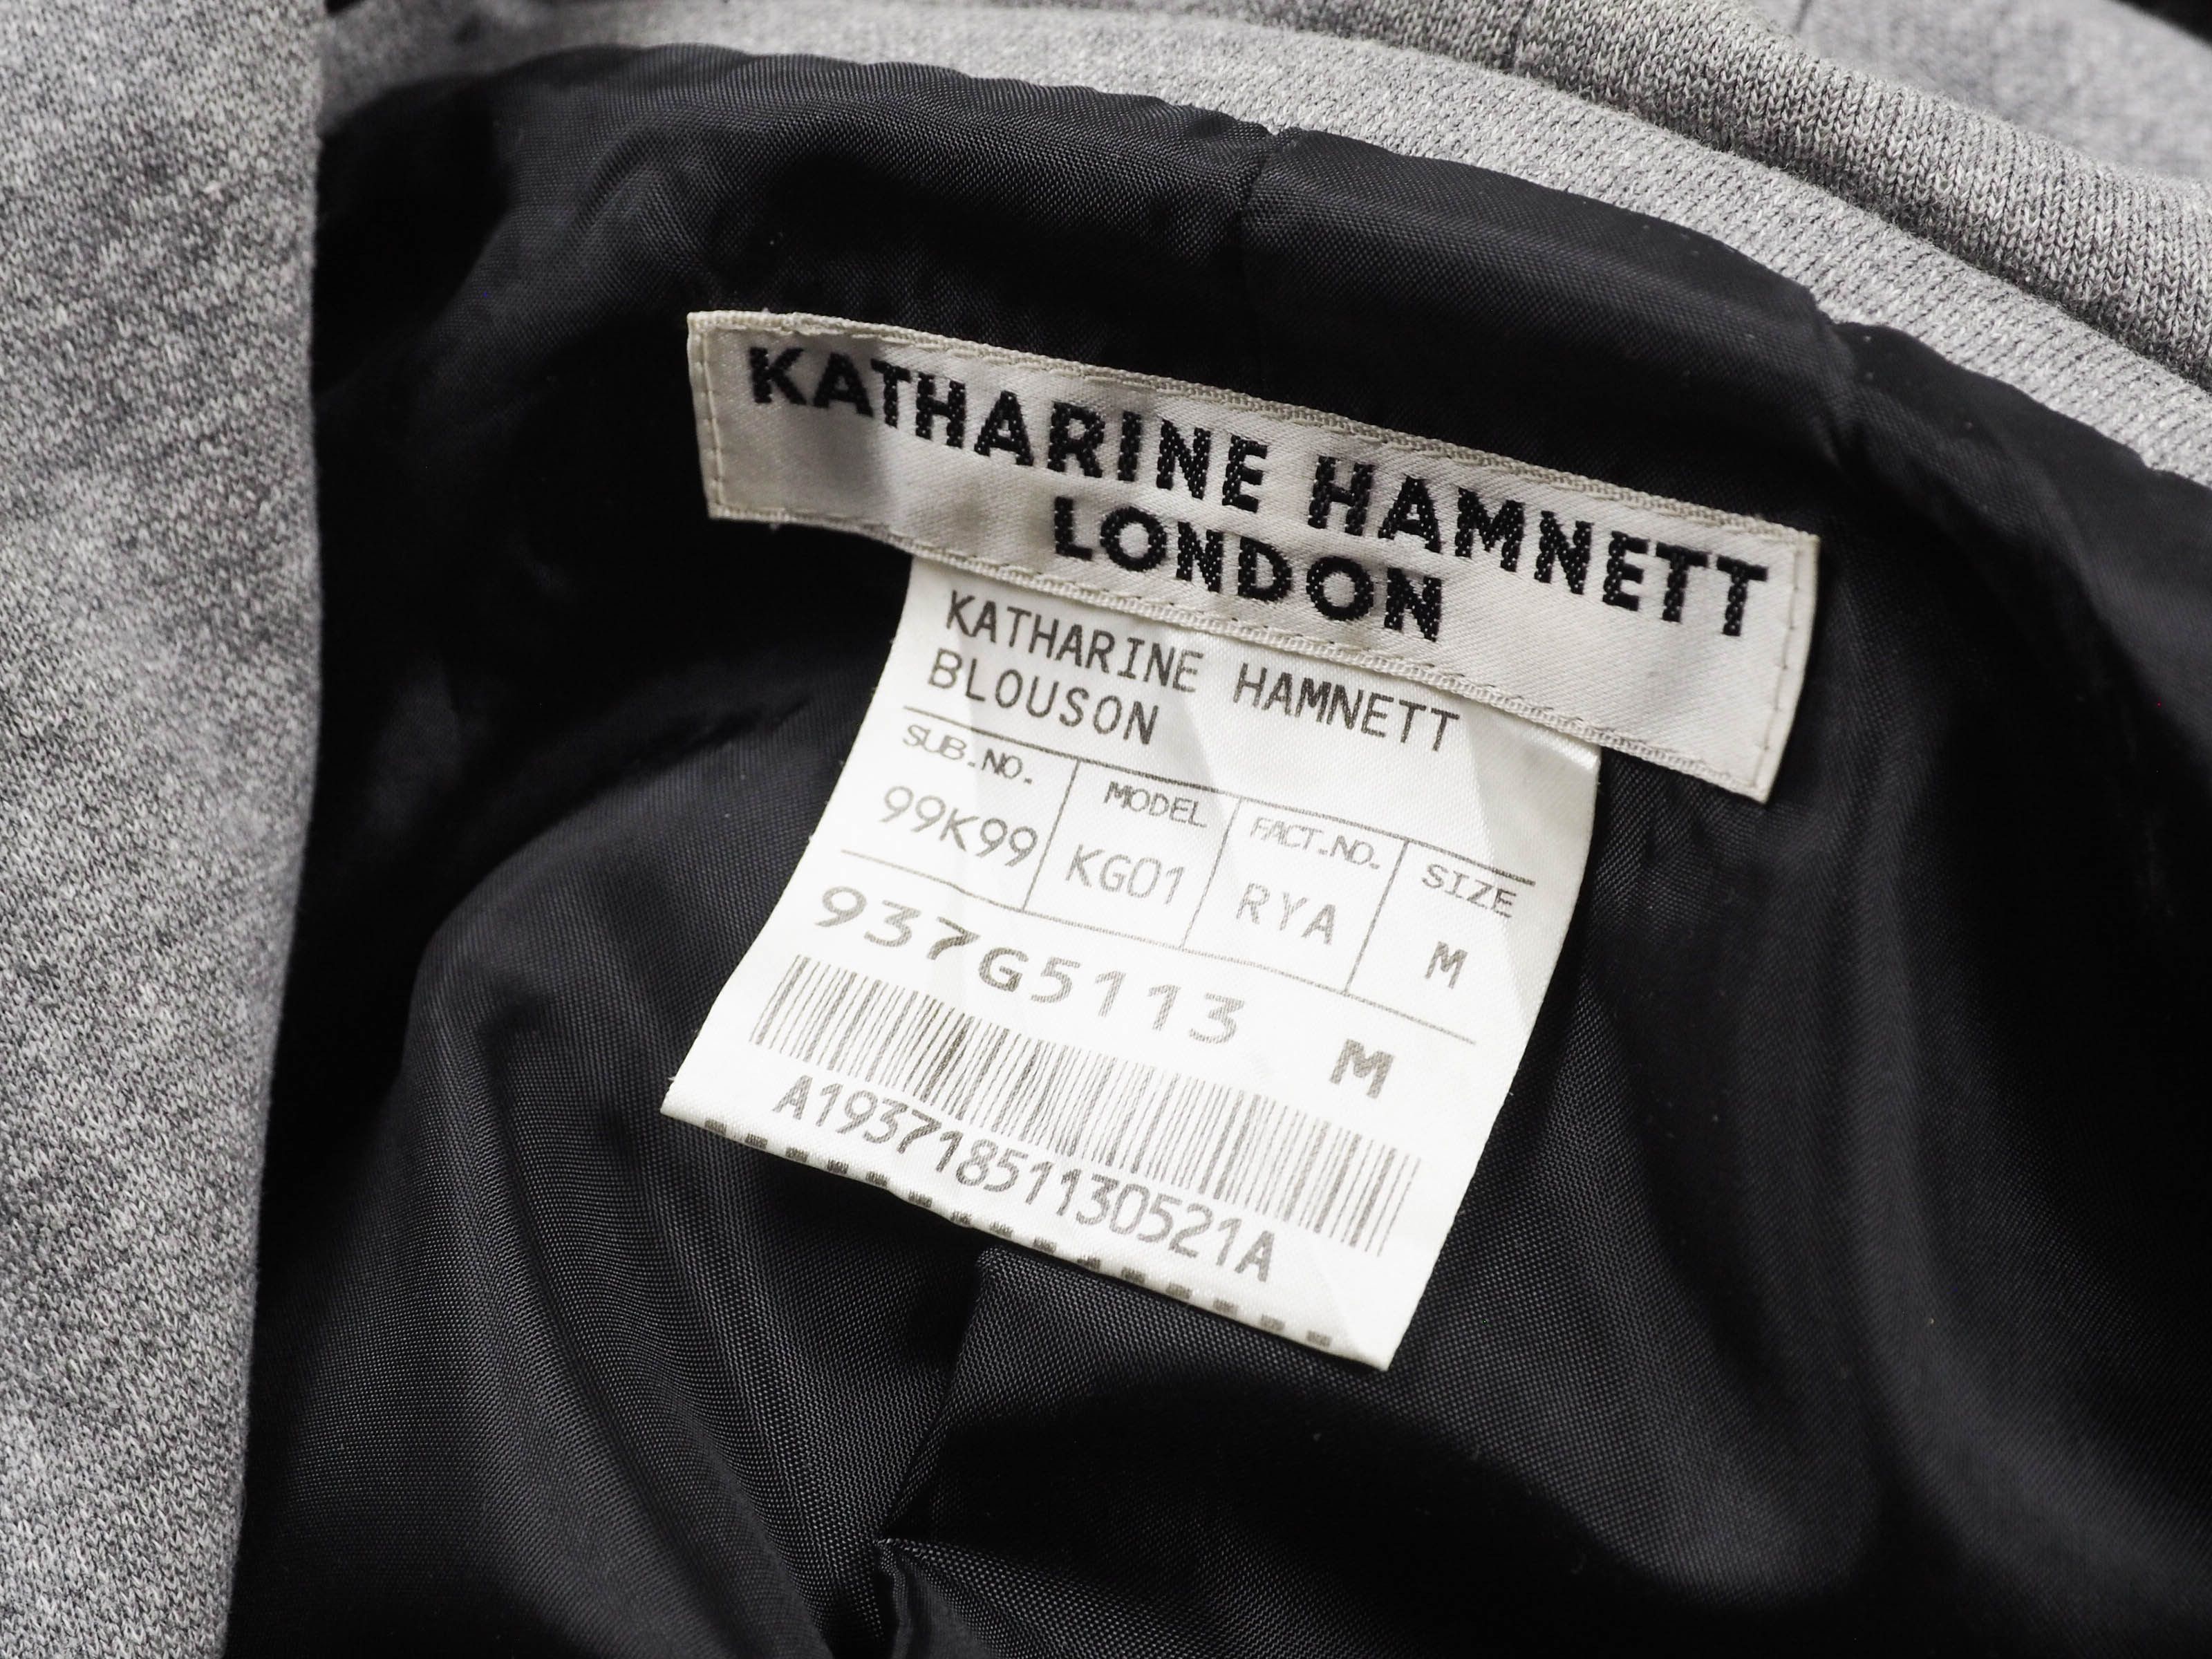 KATHARINE HAMNETT
LONDON
KATHARINE HAMNETT
BLOUSON
SUB.NO. MODEL FACT.NO. SIZE
99K99 KG01 RYA M
937G5113 M
A19371851130521A